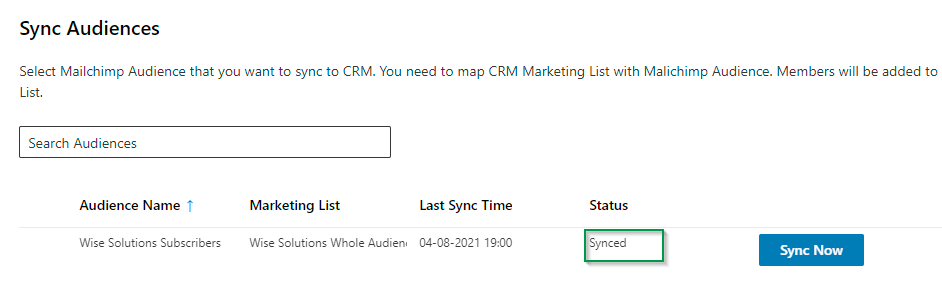 Sync Audiences
Select Mailchimp Audience that you want to sync to CRM. You need to map CRM Marketing List with Malichimp Audience. Members will be added to
List.
Search Audiences
Audience Name ↑ Marketing List Last Sync Time Status
Wise Solutions Subscribers Wise Solutions Whole Audien 04-08-2021 19:00 Synced Sync Now